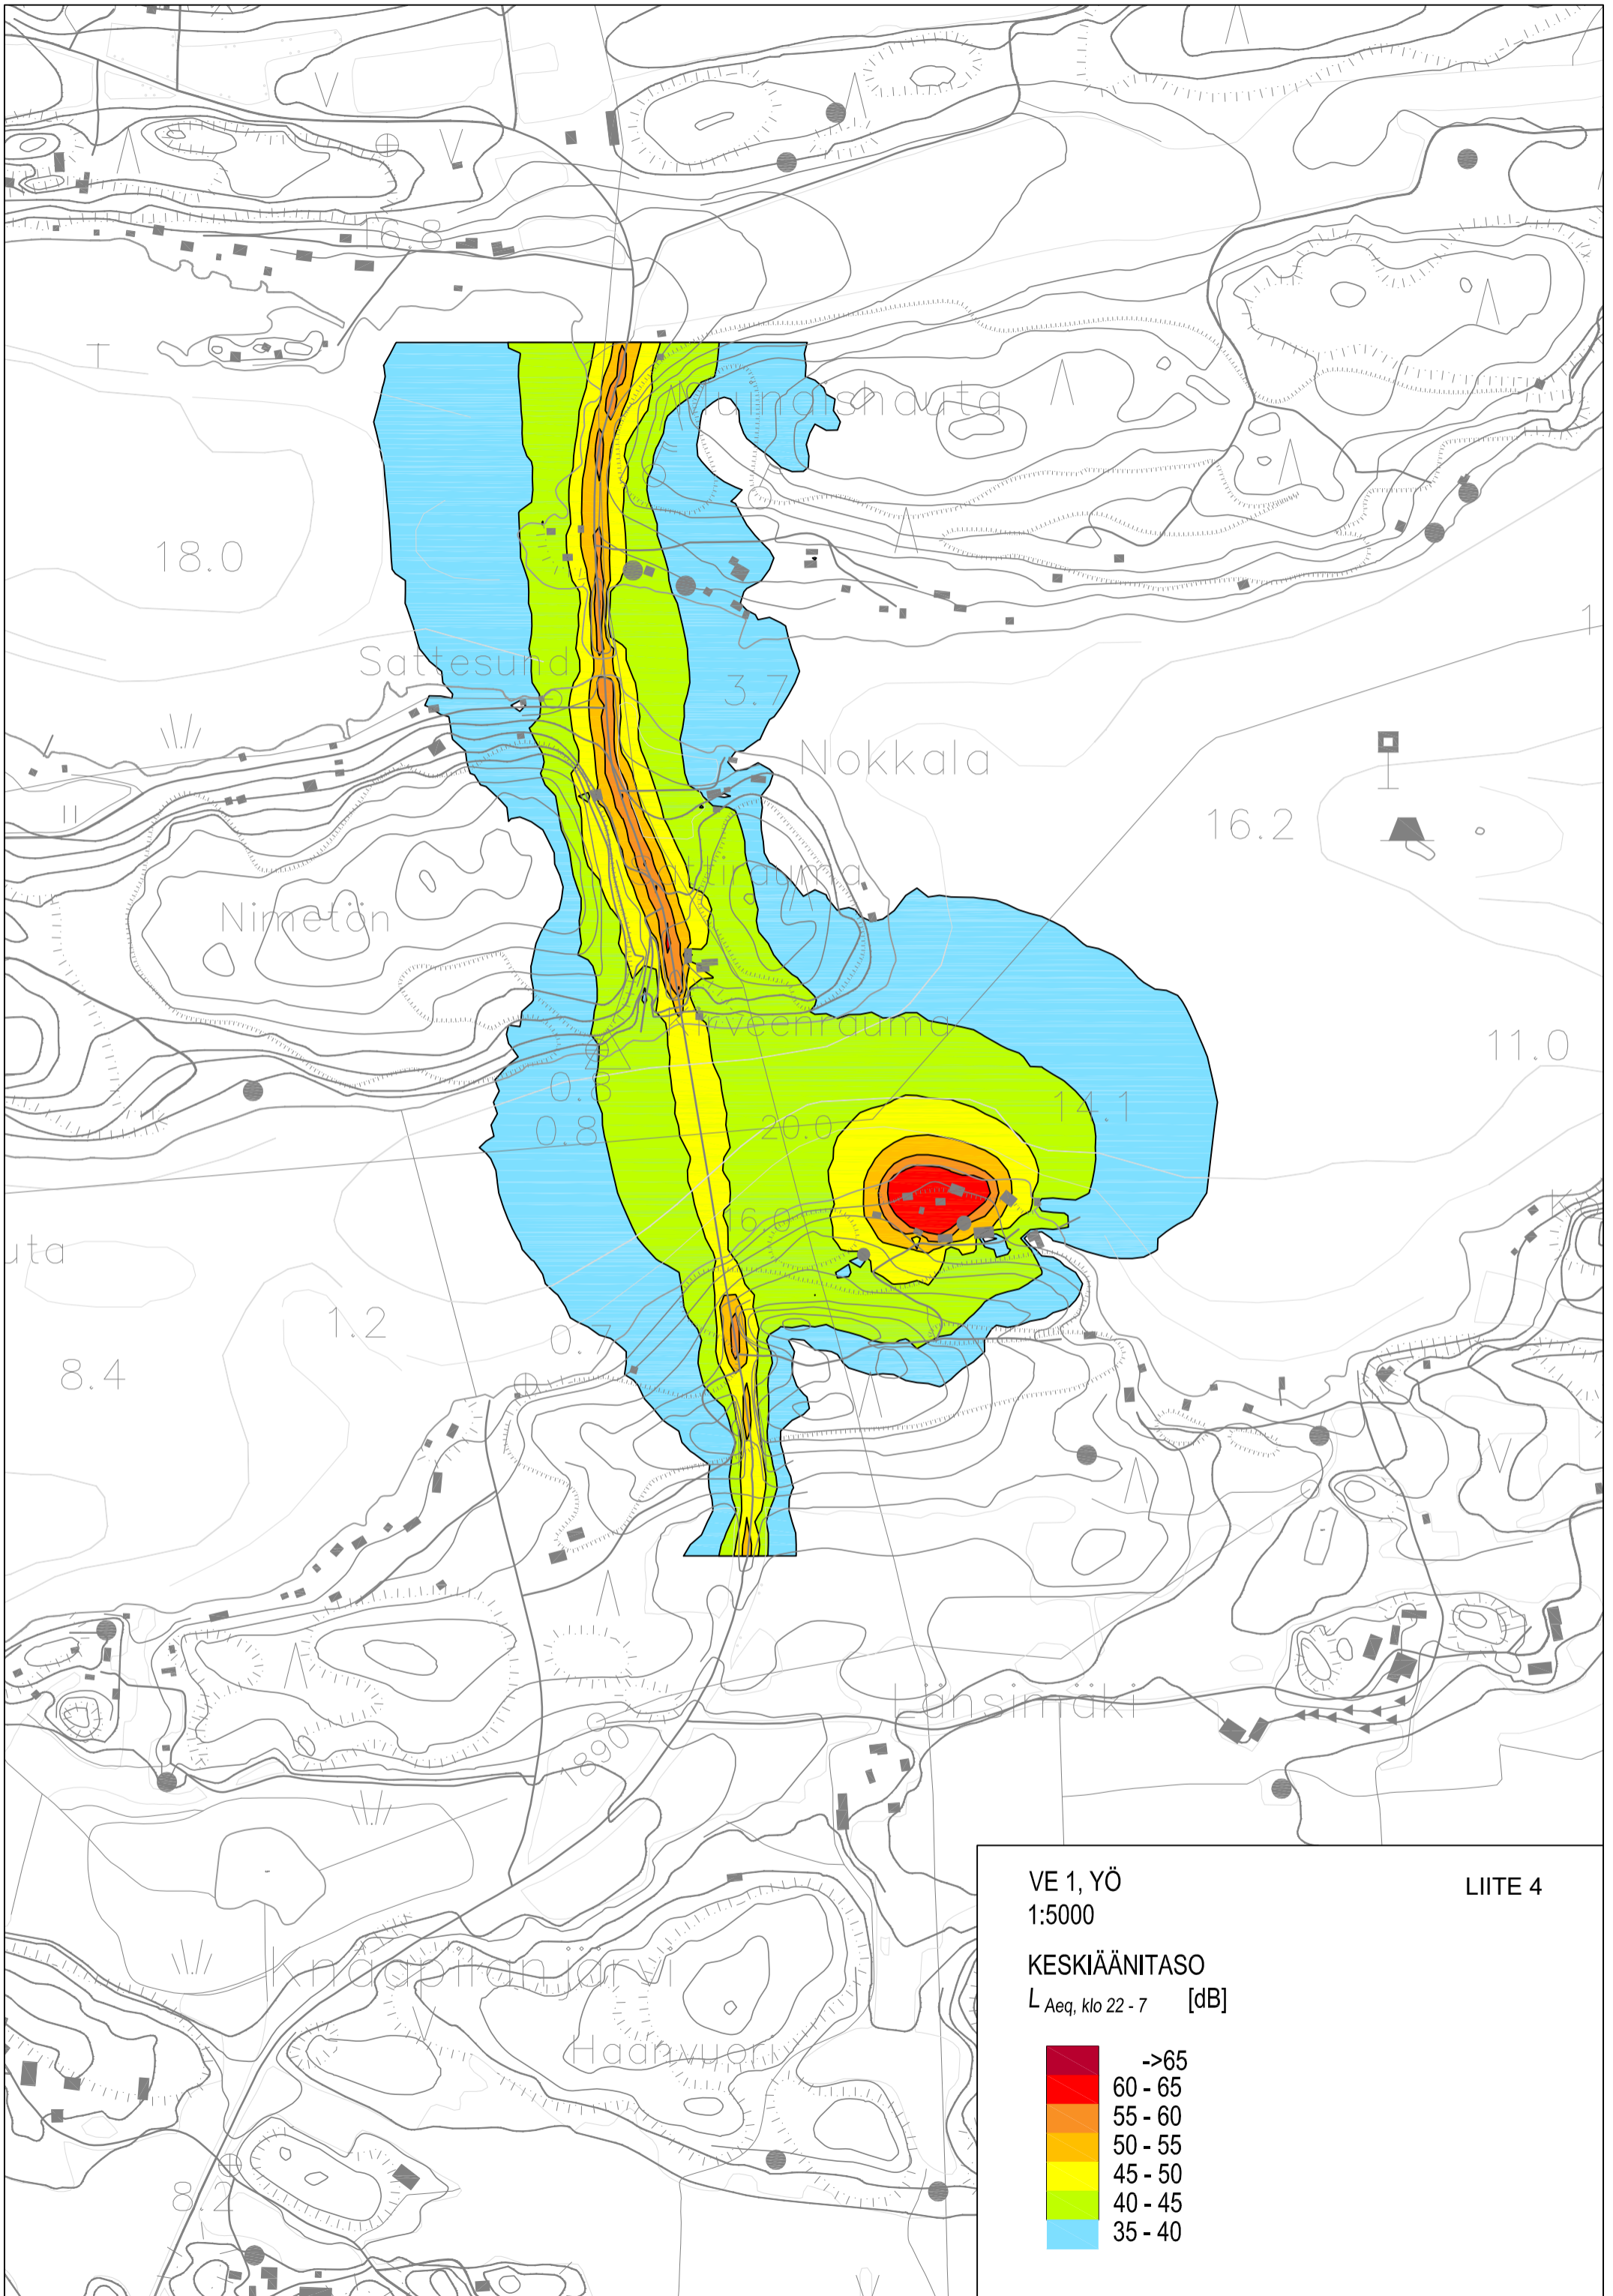 16.8
Muinaishauta
18.0
1
Sattesund
3.7
Nokkala
16.2
Sattirauma
Nimetön
Hirveenrauma
11.0
0.8
14.1
0.8
20.0
16.0
uta
1.2
0.7
8.4
Länsimäki
1890
Knaapilanjärvi
Haanvuori
8.2
VE 1, YÖ
LIITE 4
1:5000
KESKIÄÄNITASO
L Aeq, klo 22 - 7 [dB]
->65
60 - 65
55 - 60
50 - 55
45 - 50
40 - 45
35 - 40